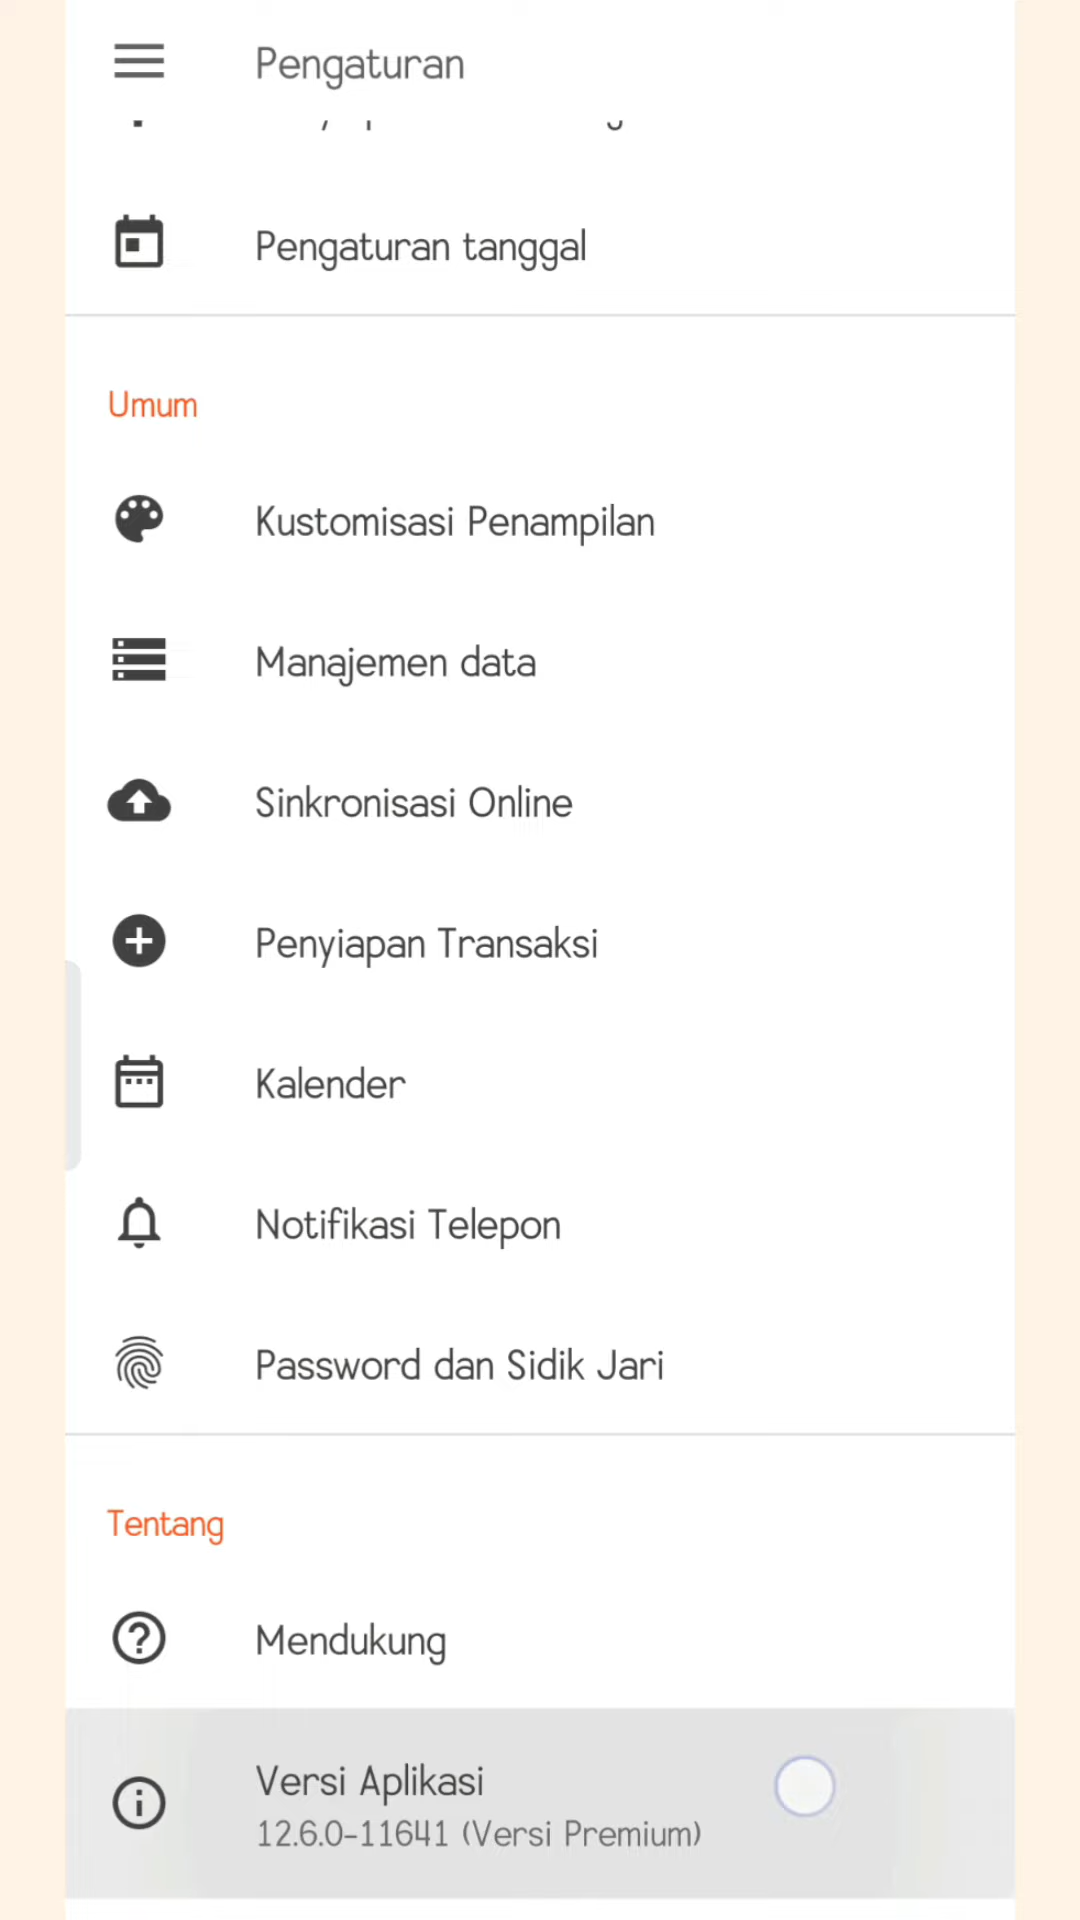 Pengaturan
Pengaturan tanggal
Umum
Kustomisasi Penampilan
Manajemen data
Sinkronisasi Online
Penyiapan Transaksi
Kalender
Notifikasi Telepon
Password dan Sidik Jari
Tentang
Mendukung
Versi Aplikasi
12.6.0-11641 (Versi Premium)